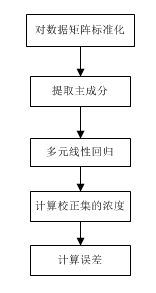 对数据矩阵标准化
提取主成分
多元线性回归
计算校正集的浓度
计算误差